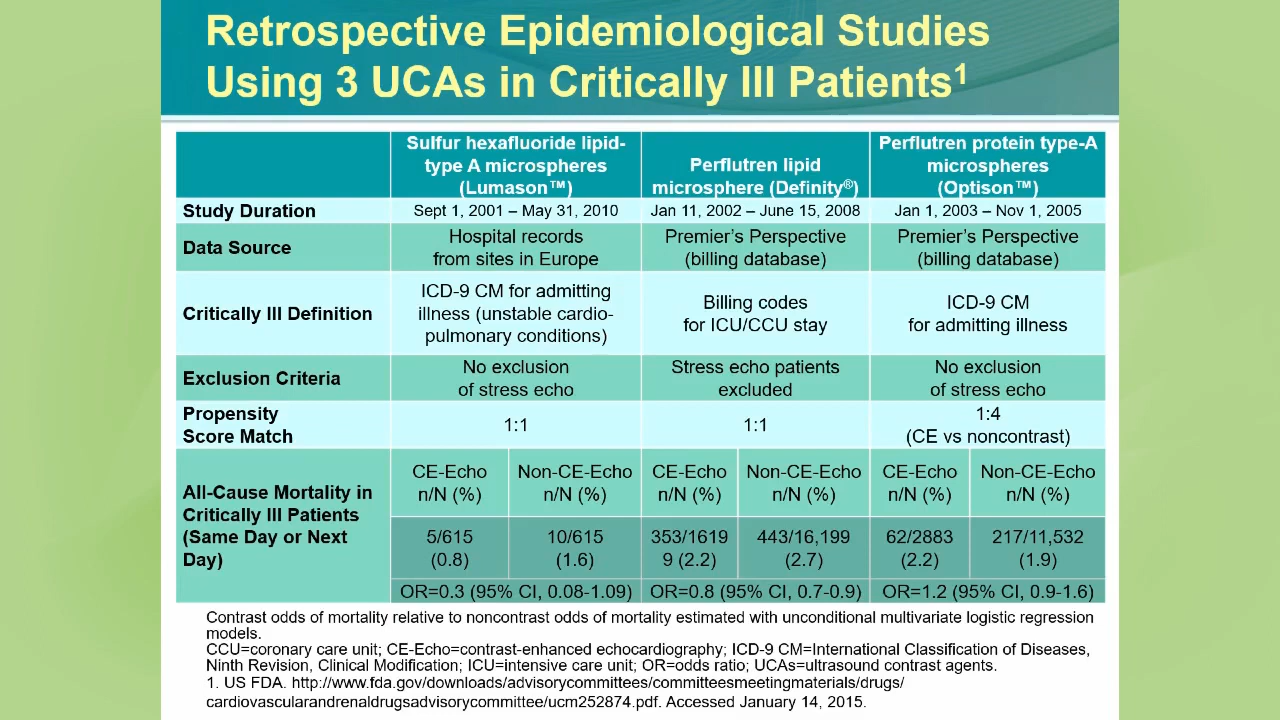 Retrospective Epidemiological Studies
Using 3 UCAs in Critically Ill Patients1
Sulfur hexafluoride lipid-
type A microspheres
(Lumason™)
Perflutren lipid
microsphere (Definity®)
Perflutren protein type-A
microspheres
(Optison™)
Study Duration
Sept 1, 2001 – May 31, 2010
Jan 11, 2002 – June 15, 2008
Jan 1, 2003 – Nov 1, 2005
Data Source
Hospital records
from sites in Europe
Premier’s Perspective
(billing database)
Premier’s Perspective
(billing database)
Critically Ill Definition
ICD-9 CM for admitting
illness (unstable cardio-
pulmonary conditions)
Billing codes
for ICU/CCU stay
ICD-9 CM
for admitting illness
Exclusion Criteria
No exclusion
of stress echo
Stress echo patients
excluded
No exclusion
of stress echo
Propensity
Score Match
1:1
1:1
1:4
(CE vs noncontrast)
All-Cause Mortality in
Critically Ill Patients
(Same Day or Next
Day)
CE-Echo
n/N (%)
Non-CE-Echo
n/N (%)
CE-Echo
n/N (%)
Non-CE-Echo
n/N (%)
CE-Echo
n/N (%)
Non-CE-Echo
n/N (%)
5/615
(0.8)
10/615
(1.6)
353/1619
9 (2.2)
443/16,199
(2.7)
62/2883
(2.2)
217/11,532
(1.9)
OR=0.3 (95% CI, 0.08-1.09)
OR=0.8 (95% CI, 0.7-0.9)
OR=1.2 (95% CI, 0.9-1.6)
Contrast odds of mortality relative to noncontrast odds of mortality estimated with unconditional multivariate logistic regression
models.
CCU=coronary care unit; CE-Echo=contrast-enhanced echocardiography; ICD-9 CM=International Classification of Diseases,
Ninth Revision, Clinical Modification; ICU=intensive care unit; OR=odds ratio; UCAs=ultrasound contrast agents.
1. US FDA. http://www.fda.gov/downloads/advisorycommittees/committeesmeetingmaterials/drugs/
cardiovascularandrenaldrugsadvisorycommittee/ucm252874.pdf. Accessed January 14, 2015.